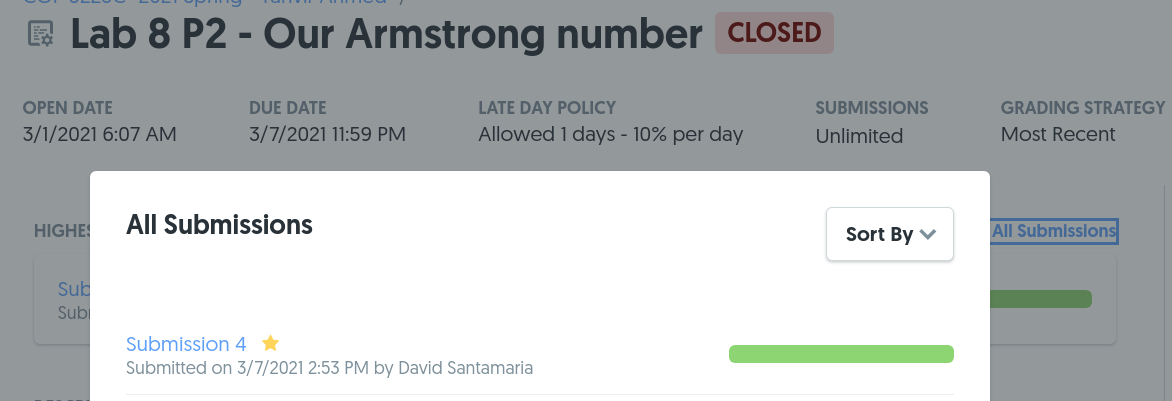 Lab 8 P2 - Our Armstrong number CLOSED
OPEN DATE DUE DATE LATE DAY POLICY SUBMISSIONS GRADING STRATEGY
3/1/2021 6:07 AM 3/7/2021 11:59 PM Allowed 1 days - 10% per day Unlimited Most Recent
All Submissions
Sort By
HIGHES
All Submissions
Sub
Subn
Submission 4
Submitted on 3/7/2021 2:53 PM by David Santamaria